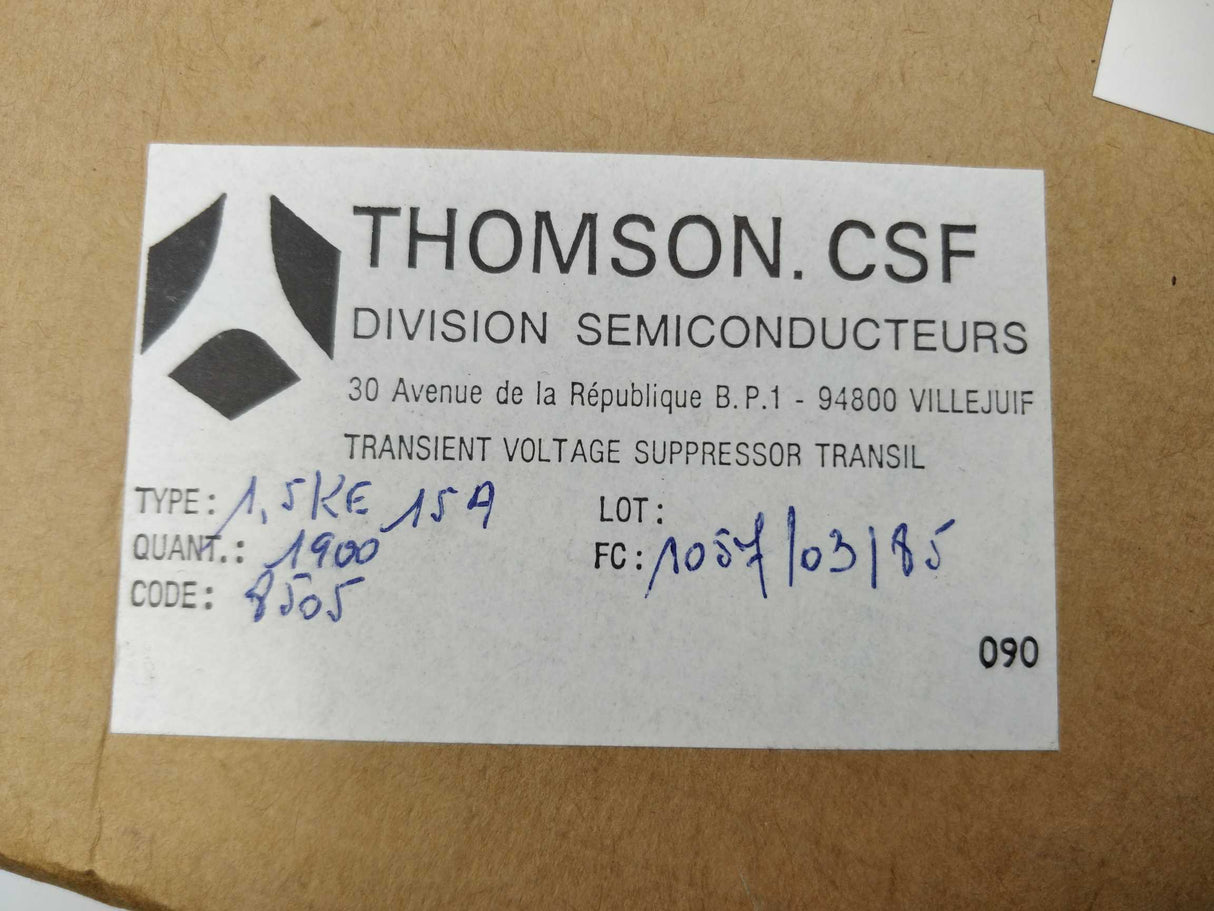 THOMSON. CSF
DIVISION SEMICONDUCTEURS
30 Avenue de la République B.P.1 - 94800 VILLEJUIF
TRANSIENT VOLTAGE SUPPRESSOR TRANSIL
TYPE: 1,5KE 15A
LOT:
QUANT.: 1900
FC: 1057/03/85
CODE: 8505
090